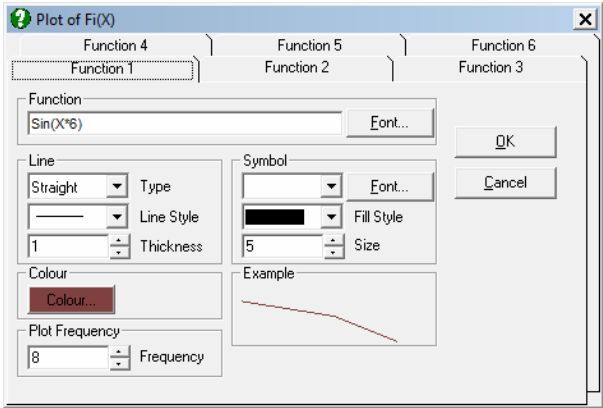 Plot of Fi(X)
Function 4 Function 5 Function 6
Function 1 Function 2 Function 3
Function
Sin(X*6) Font...
OK
Line Symbol
Straight Type Font...
Cancel
Line Style Fill Style
1 Thickness 5 Size
Colour Example
Colour...
Plot Frequency
8 Frequency